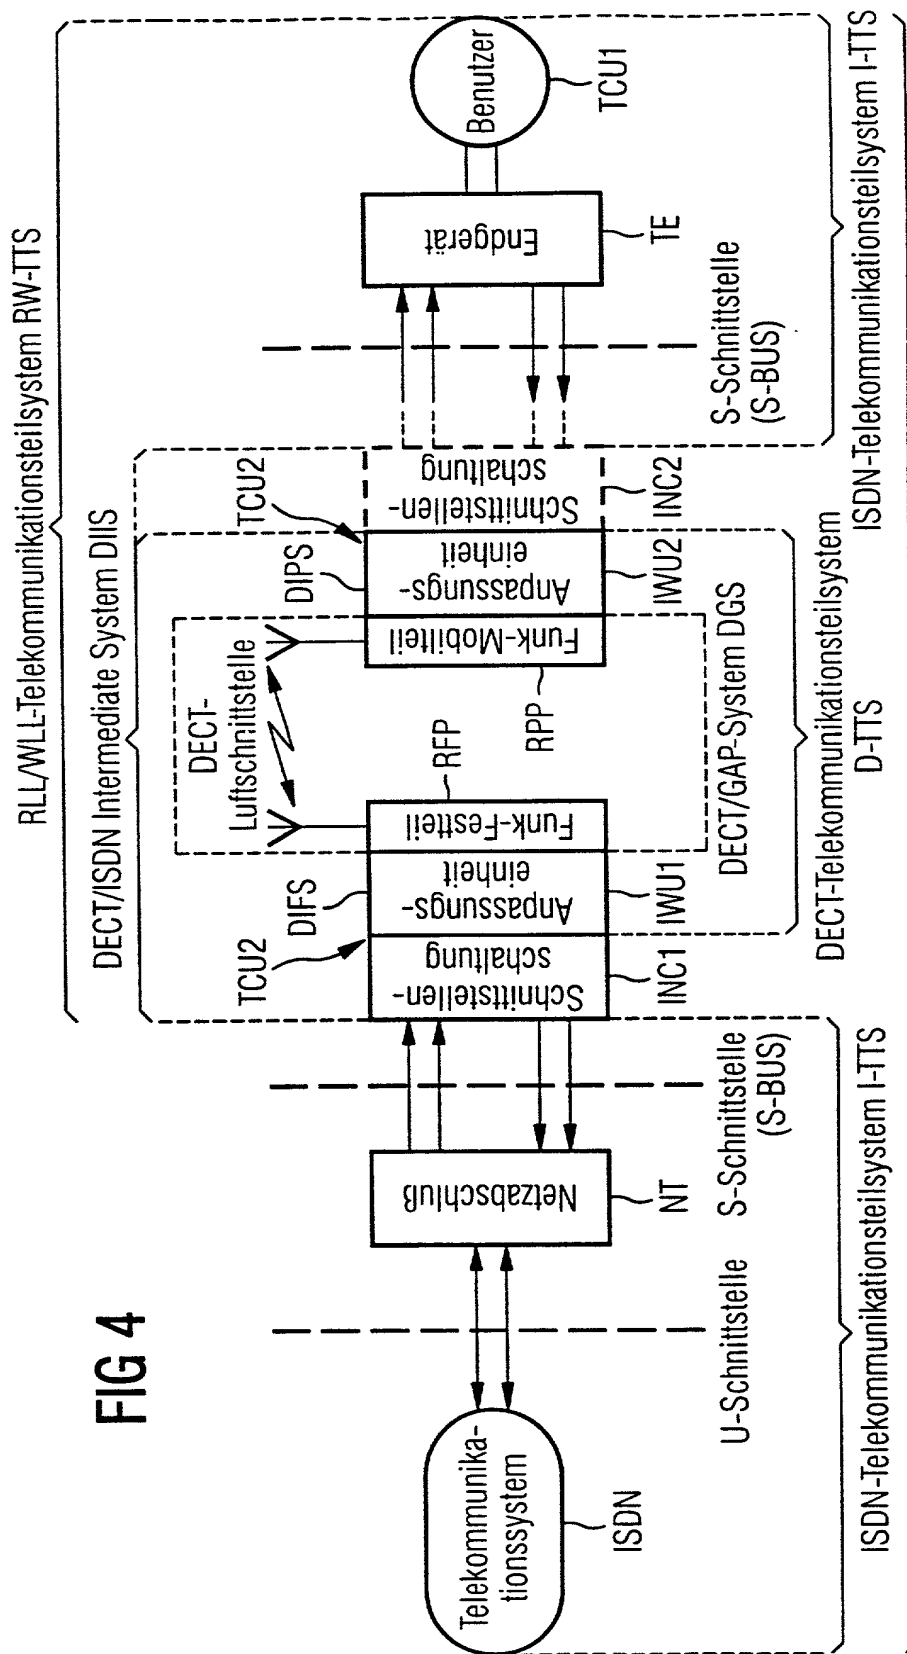 FIG 4
RLL/WLL-Telekommunikationsteilsystem RW-TTS
DECT/ISDN Intermediate System DIIS
DECT-
Luftschnittstelle
TCU2
DIFS
RFP
DIPS
TCU2
Telekommunika-
tionssystem
Netzabschluß
Schnittstellen-
schaltung
Anpassungs-
einheit
Funk-Festteil
Funk-Mobilteil
Anpassungs-
einheit
Schnittstellen-
schaltung
Endgerät
Benutzer
ISDN
NT
INC1
IWU1
RPP
IWU2
INC2
TE
TCU1
U-Schnittstelle
S-Schnittstelle
(S-BUS)
DECT/GAP-System DGS
S-Schnittstelle
(S-BUS)
DECT-Telekommunikationsteilsystem
D-TTS
ISDN-Telekommunikationsteilsystem I-TTS
ISDN-Telekommunikationsteilsystem I-TTS